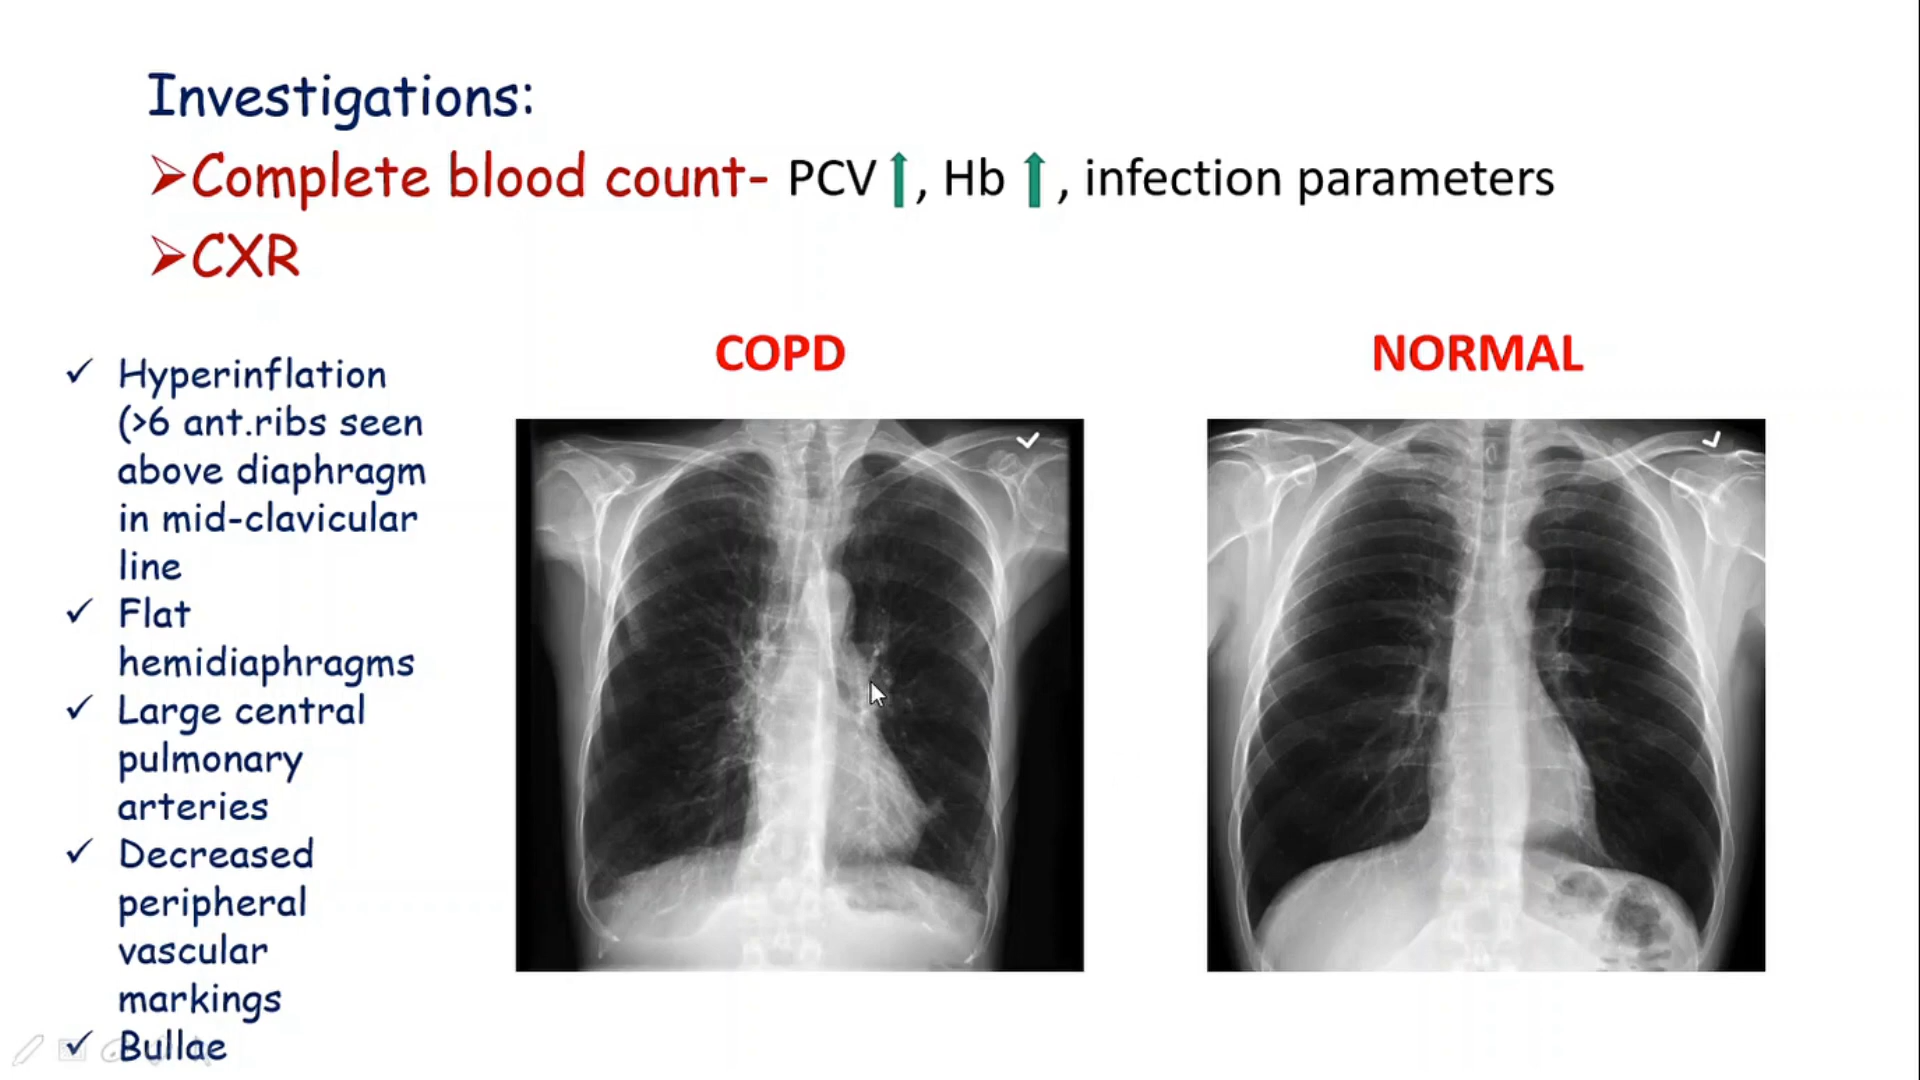 Investigations:
➢Complete blood count- PCV↑, Hb ↑, infection parameters
➢CXR
COPD
NORMAL
✓ Hyperinflation
(>6 ant.ribs seen
above diaphragm
in mid-clavicular
line
✓ Flat
hemidiaphragms
✓ Large central
pulmonary
arteries
✓ Decreased
peripheral
vascular
markings
✓ Bullae